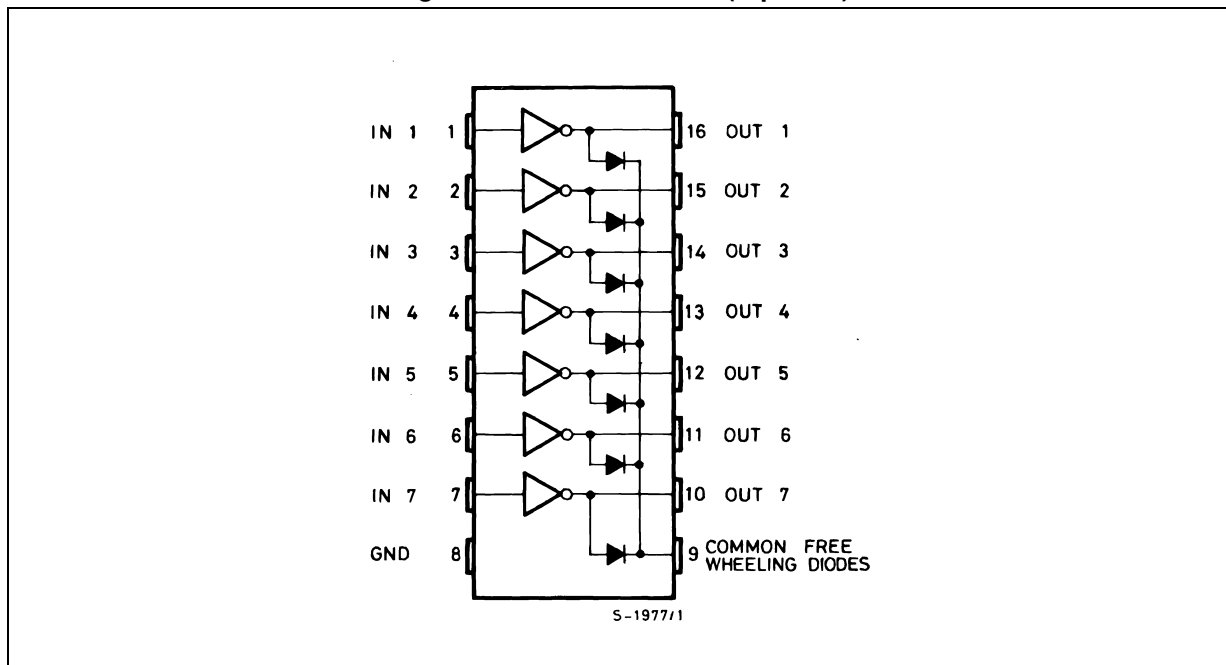 IN 1 1 16 OUT 1
IN 2 2 15 OUT 2
IN 3 3 14 OUT 3
IN 4 4 13 OUT 4
IN 5 5 12 OUT 5
IN 6 6 11 OUT 6
IN 7 7 10 OUT 7
GND 8 9 COMMON FREE
WHEELING DIODES
S-1977/1